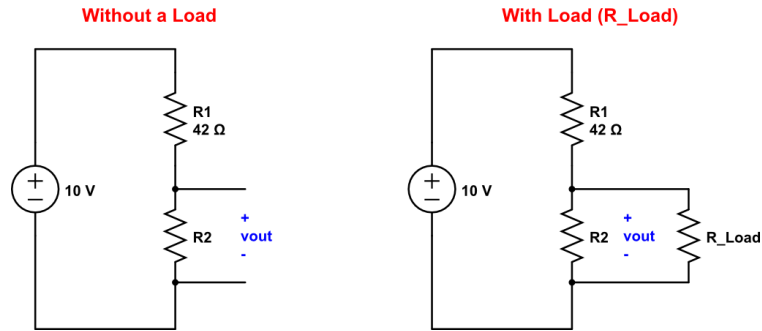 Without a Load
R1
42 Ω
+
−
10 V
R2
+
vout
-
With Load (R_Load)
R1
42 Ω
+
−
10 V
R2
+
vout
-
R_Load